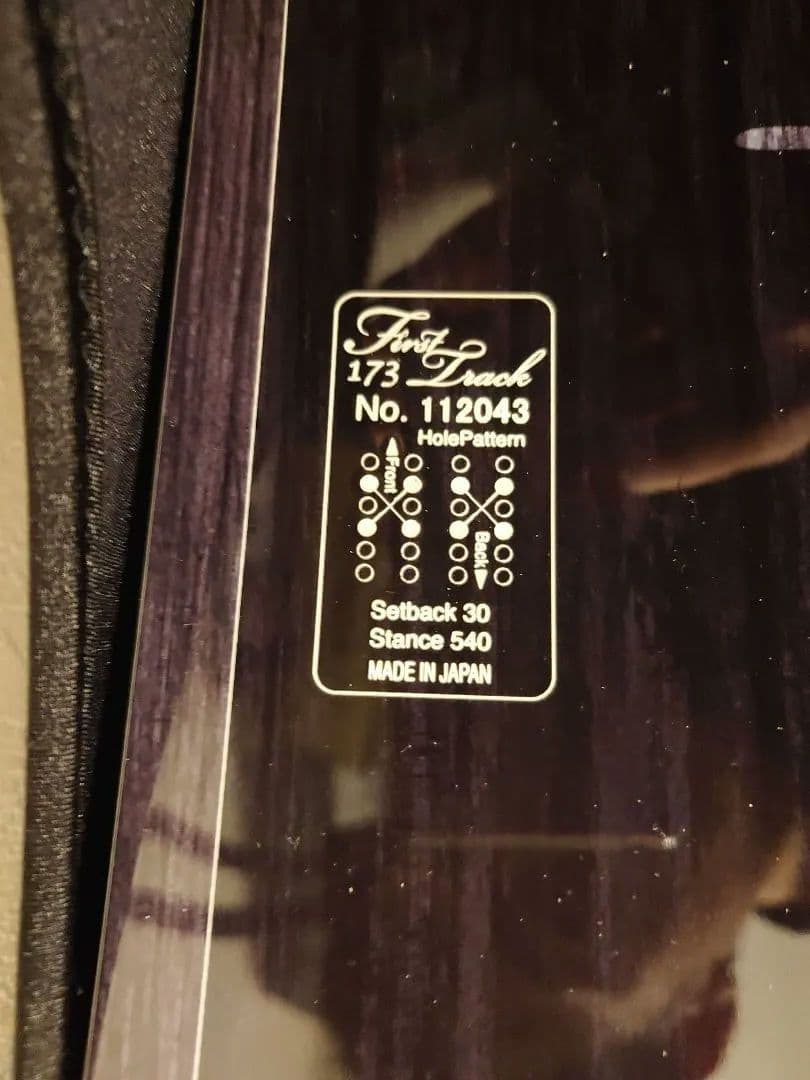 First
173 Track
No. 112043
HolePattern
Front
Back
Setback 30
Stance 540
MADE IN JAPAN